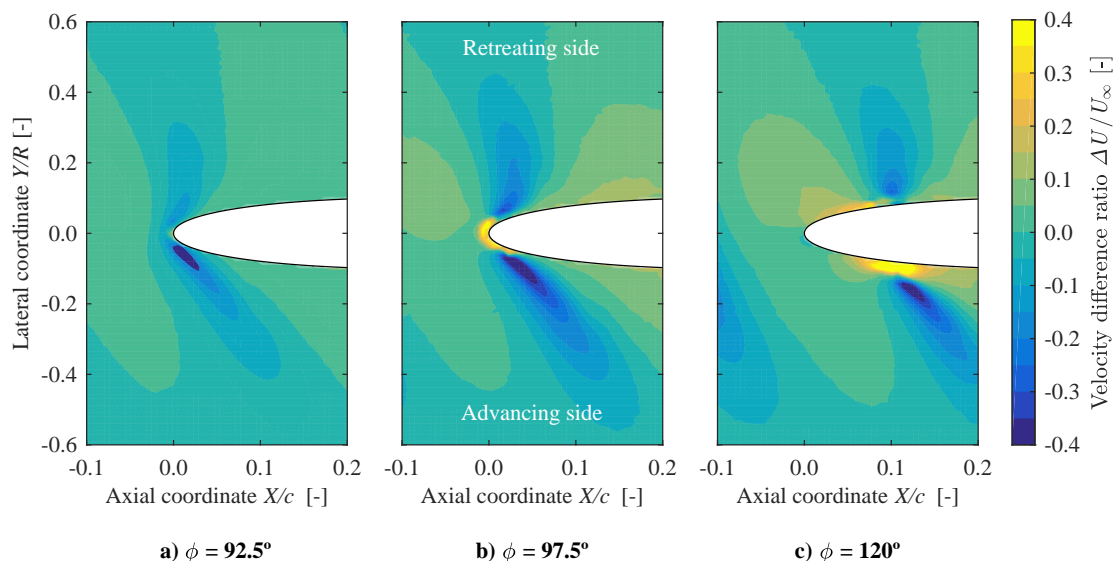 Lateral coordinate Y/R [-]
0.6
0.4
0.2
0.0
-0.2
-0.4
-0.6
-0.1 0.0 0.1 0.2
Axial coordinate X/c [-]
a) ϕ = 92.5º
Retreating side
Advancing side
-0.1 0.0 0.1 0.2
Axial coordinate X/c [-]
b) ϕ = 97.5º
-0.1 0.0 0.1 0.2
Axial coordinate X/c [-]
c) ϕ = 120º
0.4
0.3
0.2
0.1
0.0
-0.1
-0.2
-0.3
-0.4
Velocity difference ratio ΔU/U∞ [-]